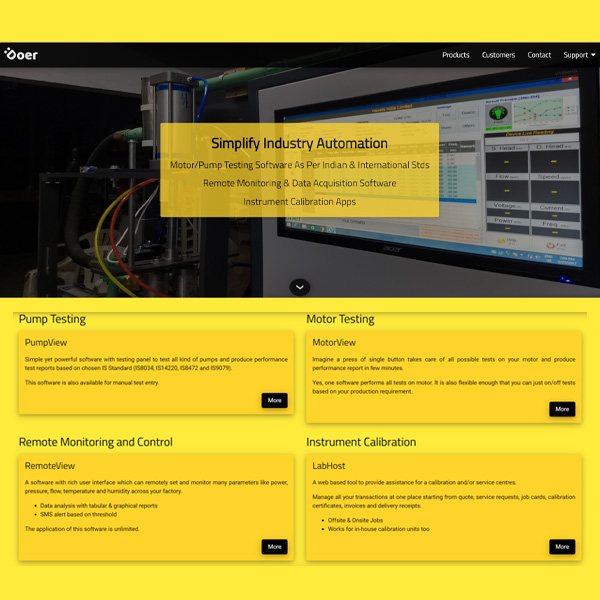 Doer
Products Customers Contact Support
Simplify Industry Automation
Motor/Pump Testing Software As Per Indian & International Stds
Remote Monitoring & Data Acquisition Software
Instrument Calibration Apps
acer
Pump Testing
PumpView
Simple yet powerful software with testing panel to test all kind of pumps and produce performance
test reports based on chosen IS Standard (IS8034, IS14220, IS8472 and IS9079).
This software is also available for manual test entry.
More
Motor Testing
MotorView
Imagine a press of single button takes care of all possible tests on your motor and produce
performance report in few minutes.
Yes, one software performs all tests on motor. It is also flexible enough that you can just on/off tests
based on your production requirement.
More
Remote Monitoring and Control
RemoteView
A software with rich user interface which can remotely set and monitor many parameters like power,
pressure, flow, temperature and humidity across your factory.
• Data analysis with tabular & graphical reports
• SMS alert based on threshold
The application of this software is unlimited.
More
Instrument Calibration
LabHost
A web based tool to provide assistance for a calibration and/or service centres.
Manage all your transactions at one place starting from quote, service requests, job cards, calibration
certificates, invoices and delivery receipts.
• Offsite & Onsite Jobs
• Works for in-house calibration units too
More